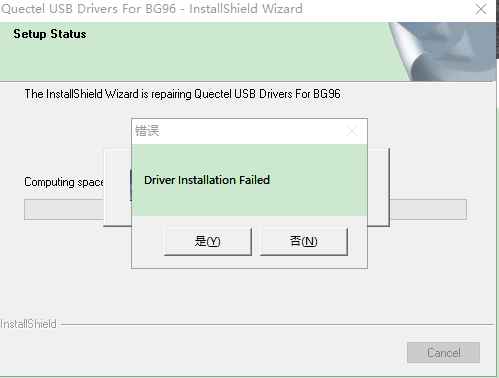 Quectel USB Drivers For BG96 - InstallShield Wizard
Setup Status
The InstallShield Wizard is repairing Quectel USB Drivers For BG96
错误
Driver Installation Failed
Computing space
是(Y)
否(N)
InstallShield
Cancel